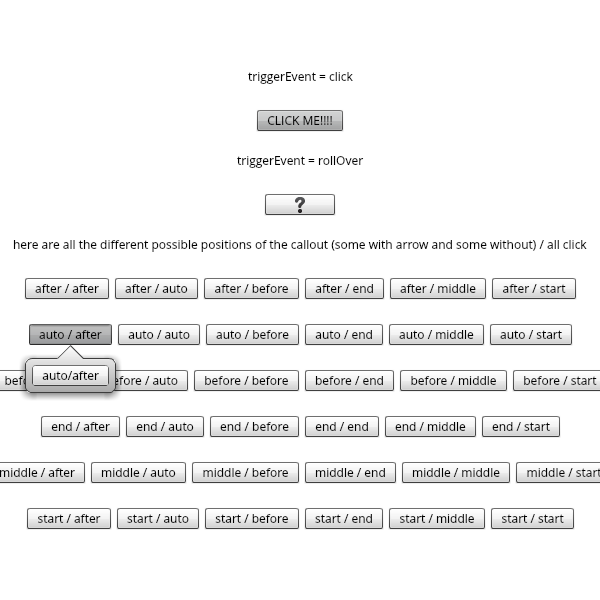 triggerEvent = click
CLICK ME!!!!
triggerEvent = rollOver
?
here are all the different possible positions of the callout (some with arrow and some without) / all click
after / after after / auto after / before after / end after / middle after / start
auto / after auto / auto auto / before auto / end auto / middle auto / start
auto/after
/ auto before / before before / end before / middle before / start
end / after end / auto end / before end / end end / middle end / start
middle / after middle / auto middle / before middle / end middle / middle middle / start
start / after start / auto start / before start / end start / middle start / start